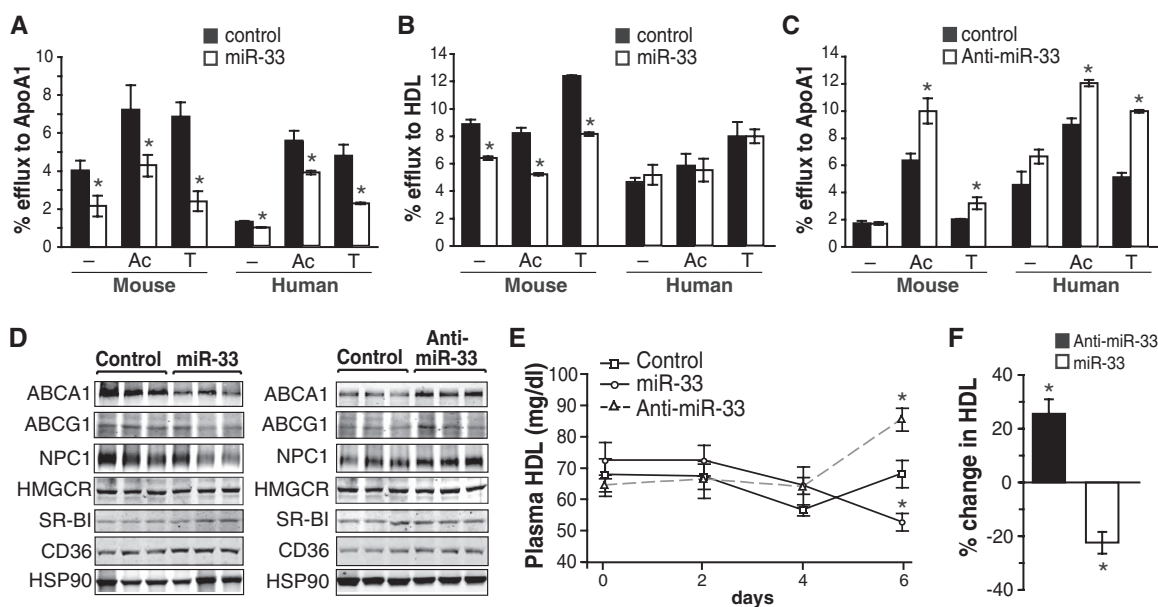 A
control
miR-33
% efflux to ApoA1
10
8
6
4
2
0
– Ac T – Ac T
Mouse Human
B
control
miR-33
% efflux to HDL
14
12
10
8
6
4
2
0
– Ac T – Ac T
Mouse Human
C
control
Anti-miR-33
% efflux to ApoA1
14
12
10
8
6
4
2
0
– Ac T – Ac T
Mouse Human
* * * * * *
* * *
* * * *
D
Control miR-33
ABCA1
ABCG1
NPC1
HMGCR
SR-BI
CD36
HSP90
Control Anti-
miR-33
ABCA1
ABCG1
NPC1
HMGCR
SR-BI
CD36
HSP90
E
Control
miR-33
Anti-miR-33
Plasma HDL (mg/dl)
100
90
80
70
60
50
40
0 2 4 6
days
*
*
F
Anti-miR-33
miR-33
% change in HDL
40
20
0
-20
-40
*
*